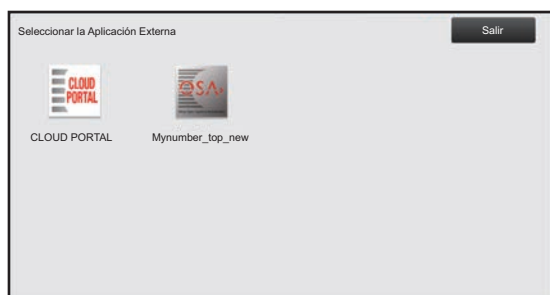 Seleccionar la Aplicación Externa
Salir
CLOUD
PORTAL
OSA
CLOUD PORTAL
Mynumber_top_new